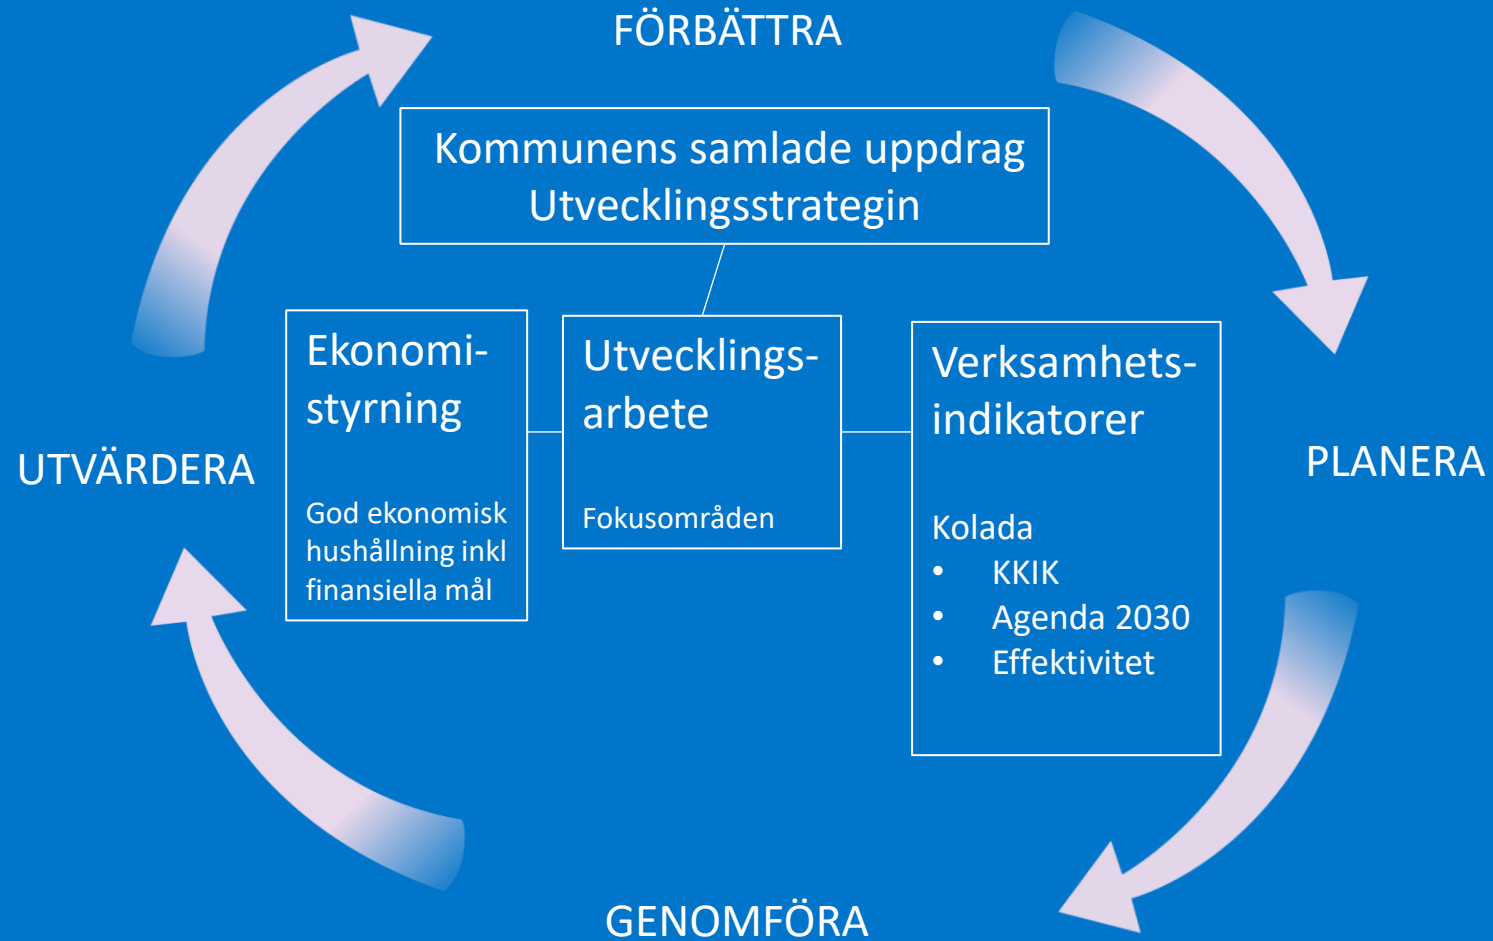 FÖRBÄTTRA
Kommunens samlade uppdrag
Utvecklingsstrategin
Ekonomi-
styrning
God ekonomisk
hushållning inkl
finansiella mål
Utvecklings-
arbete
Fokusområden
Verksamhets-
indikatorer
Kolada
• KKIK
• Agenda 2030
• Effektivitet
UTVÄRDERA
PLANERA
GENOMFÖRA